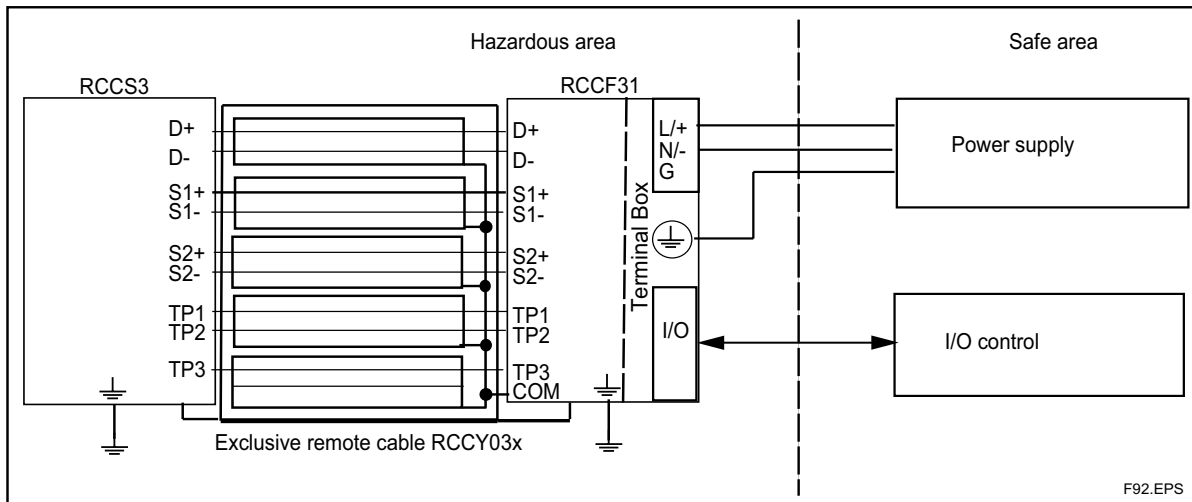 Hazardous area
Safe area
RCCS3
RCCF31
D+
D-
S1+
S1-
S2+
S2-
TP1
TP2
TP3
D+
D-
S1+
S1-
S2+
S2-
TP1
TP2
TP3
COM
Terminal Box
L/+
N/-
G
I/O
Power supply
I/O control
Exclusive remote cable RCCY03x
F92.EPS